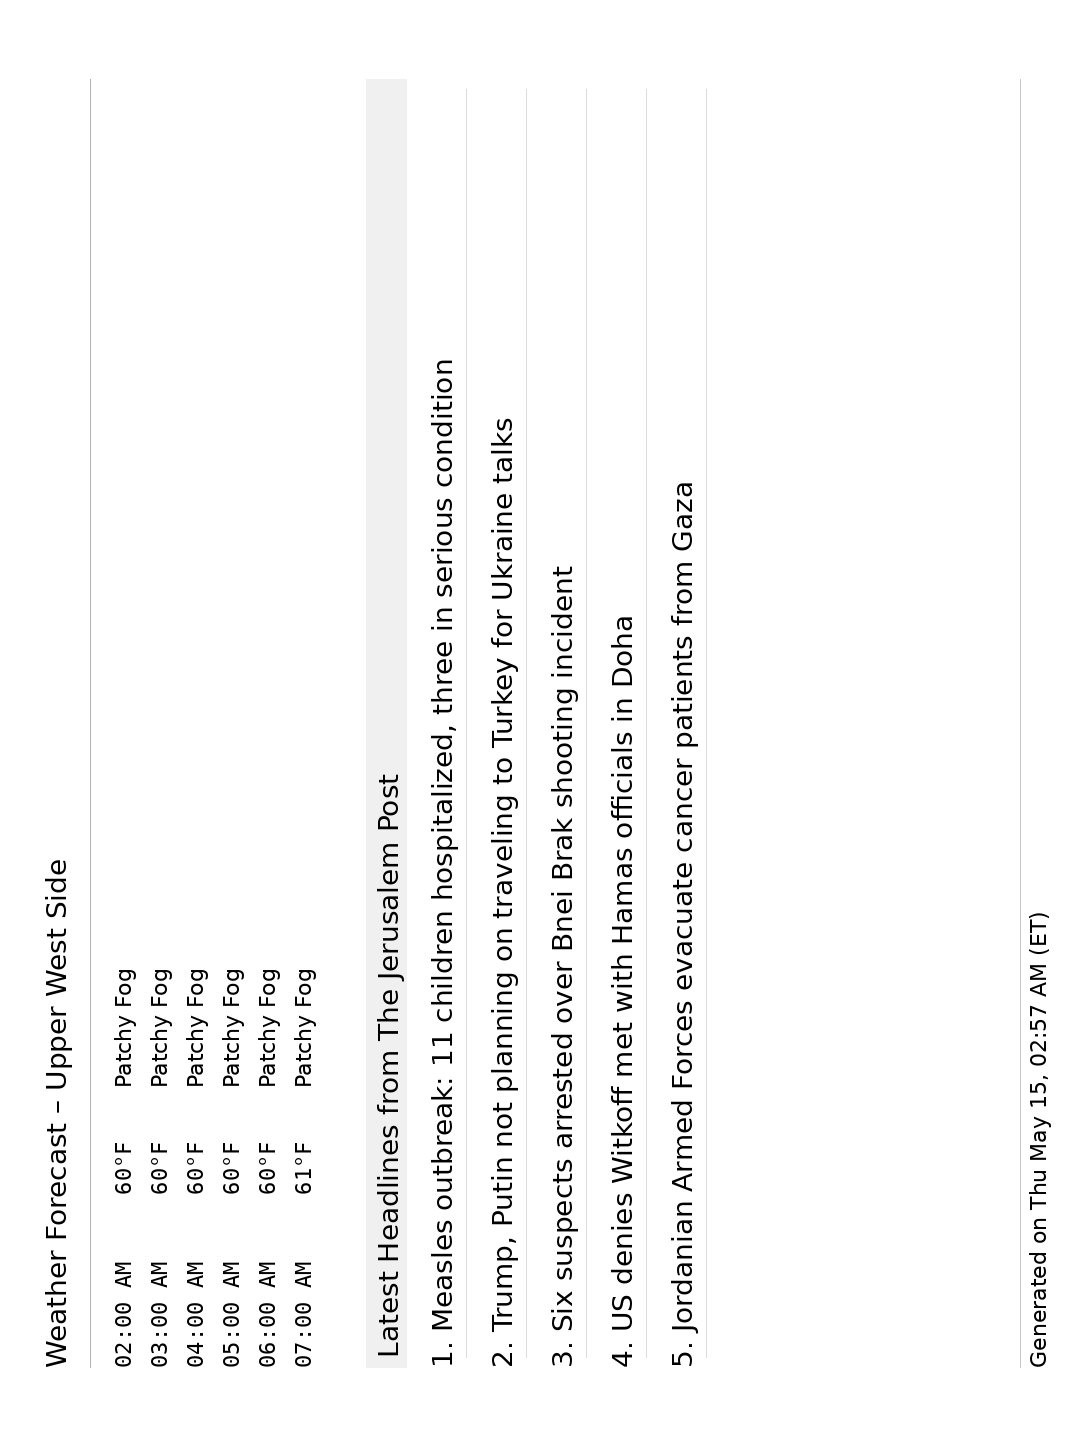 Weather Forecast – Upper West Side
02:00 AM 60°F Patchy Fog
03:00 AM 60°F Patchy Fog
04:00 AM 60°F Patchy Fog
05:00 AM 60°F Patchy Fog
06:00 AM 60°F Patchy Fog
07:00 AM 61°F Patchy Fog
Latest Headlines from The Jerusalem Post
1. Measles outbreak: 11 children hospitalized, three in serious condition
2. Trump, Putin not planning on traveling to Turkey for Ukraine talks
3. Six suspects arrested over Bnei Brak shooting incident
4. US denies Witkoff met with Hamas officials in Doha
5. Jordanian Armed Forces evacuate cancer patients from Gaza
Generated on Thu May 15, 02:57 AM (ET)